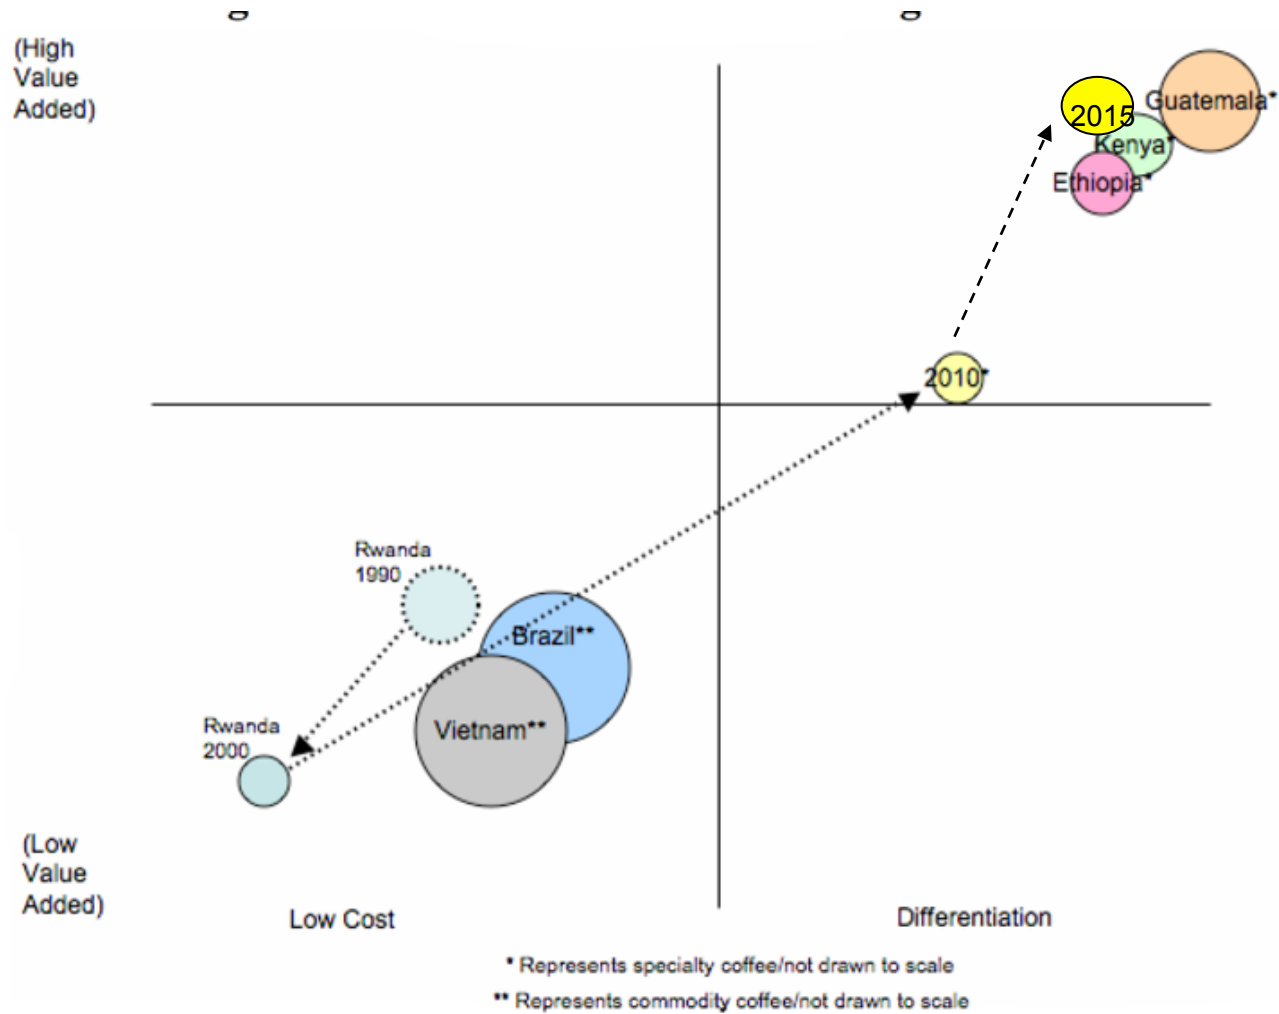 (High
Value
Added)
2015
Guatemala*
Kenya*
Ethiopia*
2010*
Rwanda
1990
Brazil**
Vietnam**
Rwanda
2000
(Low
Value
Added)
Low Cost
Differentiation
* Represents specialty coffee/not drawn to scale
** Represents commodity coffee/not drawn to scale